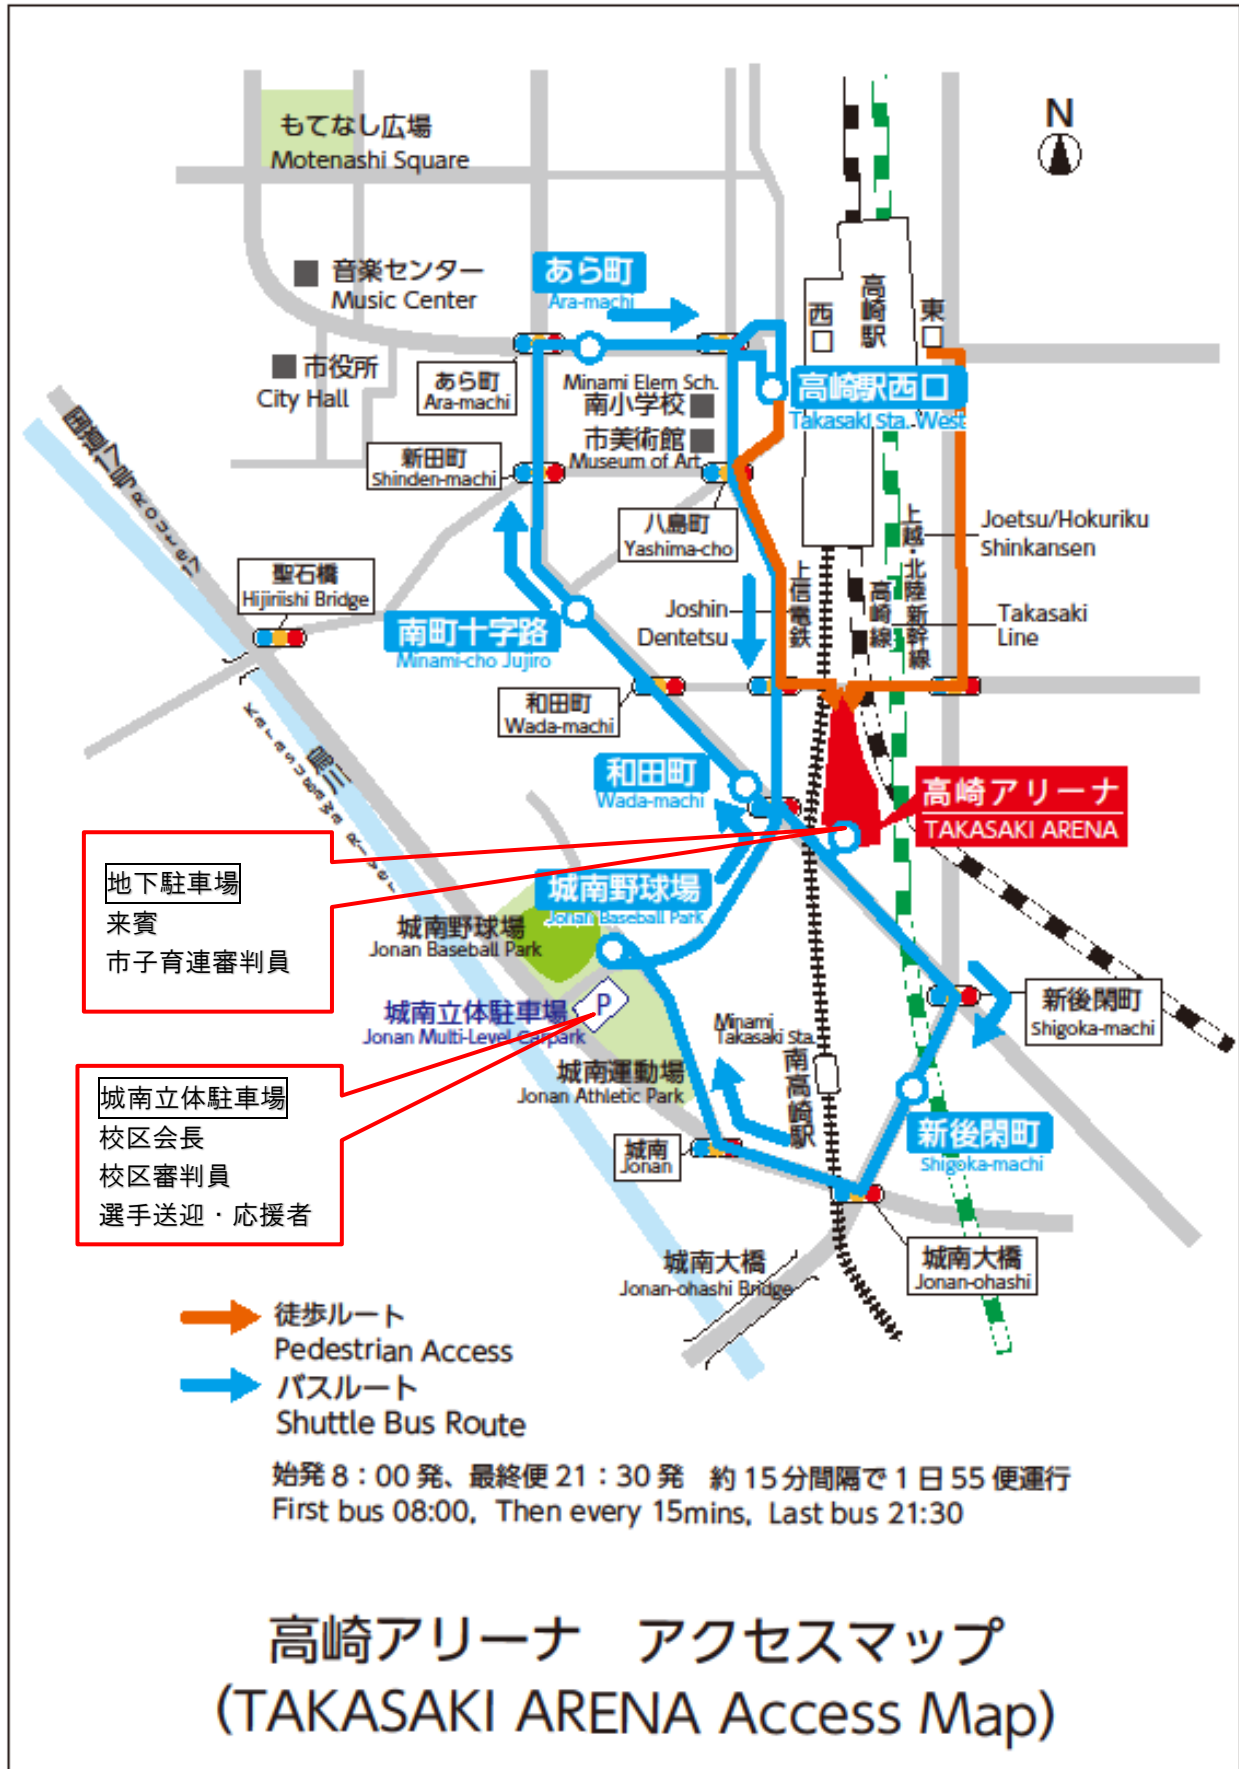 もてなし広場
Motenashi Square
N
音楽センター
Music Center
あら町
Ara-machi
西口
高崎駅
東口
市役所
City Hall
あら町
Ara-machi
Minami Elem Sch.
南小学校
市美術館
Museum of Art
高崎駅西口
Takasaki Sta. West
国道17号 Route 17
新田町
Shinden-machi
八島町
Yashima-cho
上越・北陸新幹線
Joetsu/Hokuriku
Shinkansen
聖石橋
Hijiriishi Bridge
上信電鉄
Joshin
Dentetsu
高崎線
Takasaki
Line
南町十字路
Minami-cho Jujiro
和田町
Wada-machi
烏川
Karasugawa River
和田町
Wada-machi
高崎アリーナ
TAKASAKI ARENA
地下駐車場
来賓
市子育連審判員
城南野球場
Jonan Baseball Park
城南野球場
Jonan Baseball Park
城南立体駐車場
Jonan Multi-Level Carpark
P
新後閑町
Shigoka-machi
Minami
Takasaki Sta.
南高崎駅
城南運動場
Jonan Athletic Park
城南立体駐車場
校区会長
校区審判員
選手送迎・応援者
城南
Jonan
新後閑町
Shigoka-machi
城南大橋
Jonan-ohashi Bridge
城南大橋
Jonan-ohashi
徒歩ルート
Pedestrian Access
バスルート
Shuttle Bus Route
始発 8：00 発、最終便 21：30 発　約 15 分間隔で 1 日 55 便運行
First bus 08:00, Then every 15mins, Last bus 21:30
高崎アリーナ　アクセスマップ
(TAKASAKI ARENA Access Map)